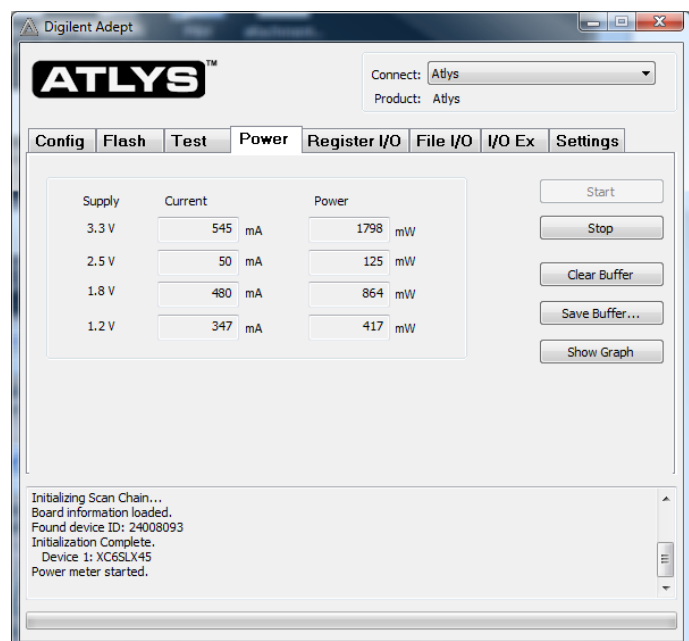 Digilent Adept
ATLYS™
Connect: Atlys
Product: Atlys
Config Flash Test Power Register I/O File I/O I/O Ex Settings
Supply Current Power
3.3 V 545 mA 1798 mW
2.5 V 50 mA 125 mW
1.8 V 480 mA 864 mW
1.2 V 347 mA 417 mW
Start
Stop
Clear Buffer
Save Buffer...
Show Graph
Initializing Scan Chain...
Board information loaded.
Found device ID: 24008093
Initialization Complete.
Device 1: XC6SLX45
Power meter started.